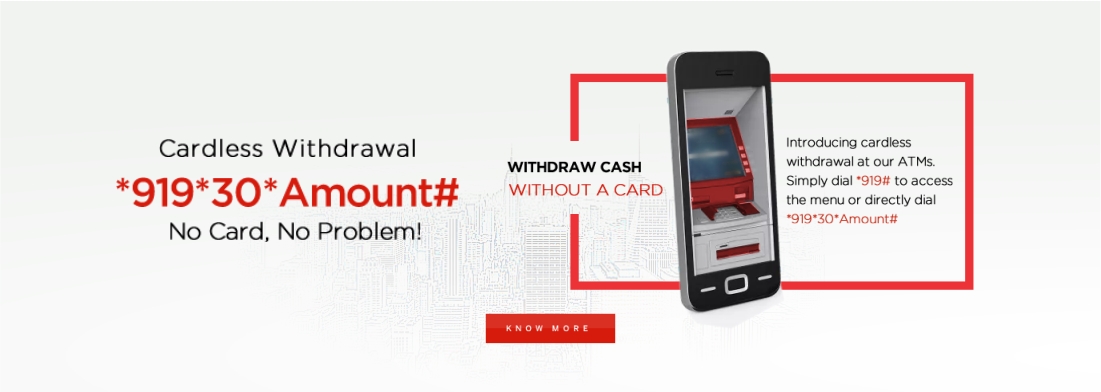 Cardless Withdrawal
*919*30*Amount#
No Card, No Problem!
WITHDRAW CASH
WITHOUT A CARD
Introducing cardless
withdrawal at our ATMs.
Simply dial *919# to access
the menu or directly dial
*919*30*Amount#
KNOW MORE